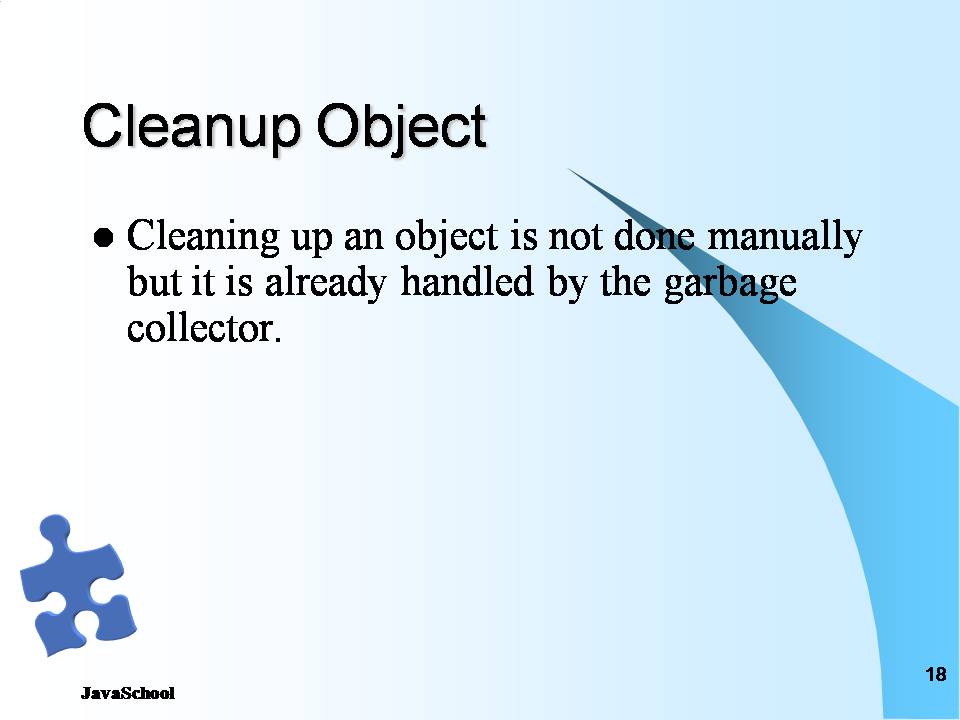 Cleanup Object
● Cleaning up an object is not done manually
but it is already handled by the garbage
collector.
JavaSchool
18